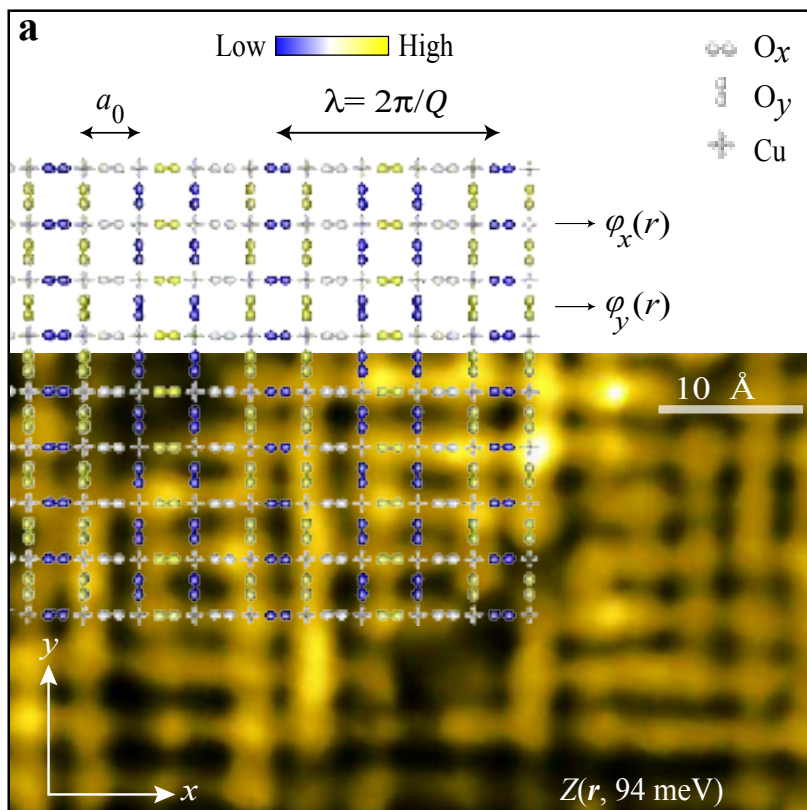 a
Low High
Ox
Oy
Cu
a0
λ= 2π/Q
φx(r)
φy(r)
10 Å
y
x
Z(r, 94 meV)